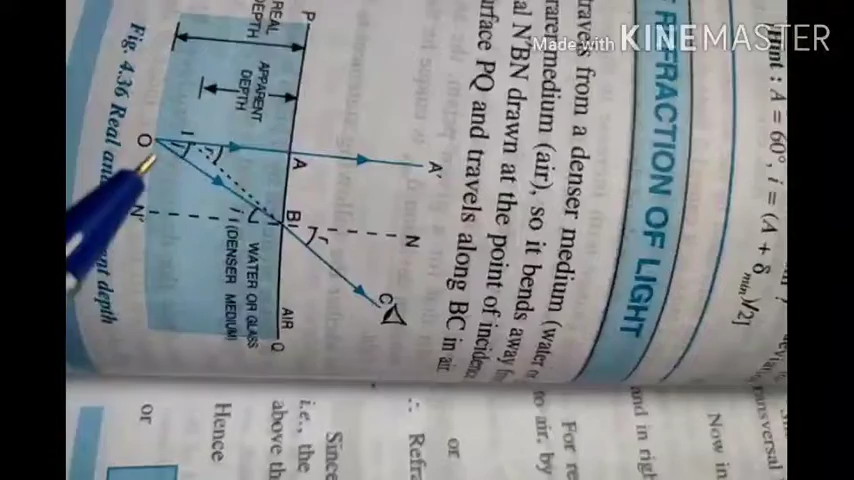 Made with KINEMASTER
Hint : A = 60°, i = (A + δmin)/2]
REFRACTION OF LIGHT
travels from a denser medium (water
rarer medium (air), so it bends away
al N'BN drawn at the point of incidence
urface PQ and travels along BC in air.
A'
N
C
P
A
B
r
AIR
Q
REAL
DEPTH
APPARENT
DEPTH
I
r
i
i
WATER OR GLASS
(DENSER MEDIUM)
O
N'
Fig. 4.36 Real and
nt depth
ransversal
Now in
and in
For
to air, by
or
∴ Refra
Since
i.e., the
above th
Hence
or